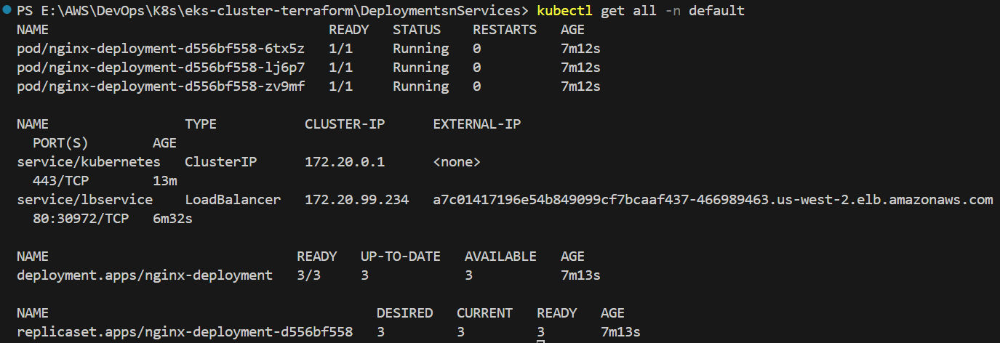 PS E:\AWS\DevOps\K8s\eks-cluster-terraform\DeploymentsnServices> kubectl get all -n default
NAME READY STATUS RESTARTS AGE
pod/nginx-deployment-d556bf558-6tx5z 1/1 Running 0 7m12s
pod/nginx-deployment-d556bf558-lj6p7 1/1 Running 0 7m12s
pod/nginx-deployment-d556bf558-zv9mf 1/1 Running 0 7m12s
NAME TYPE CLUSTER-IP EXTERNAL-IP
PORT(S) AGE
service/kubernetes ClusterIP 172.20.0.1 <none>
443/TCP 13m
service/lbservice LoadBalancer 172.20.99.234 a7c01417196e54b849099cf7bcaaf437-466989463.us-west-2.elb.amazonaws.com
80:30972/TCP 6m32s
NAME READY UP-TO-DATE AVAILABLE AGE
deployment.apps/nginx-deployment 3/3 3 3 7m13s
NAME DESIRED CURRENT READY AGE
replicaset.apps/nginx-deployment-d556bf558 3 3 3 7m13s